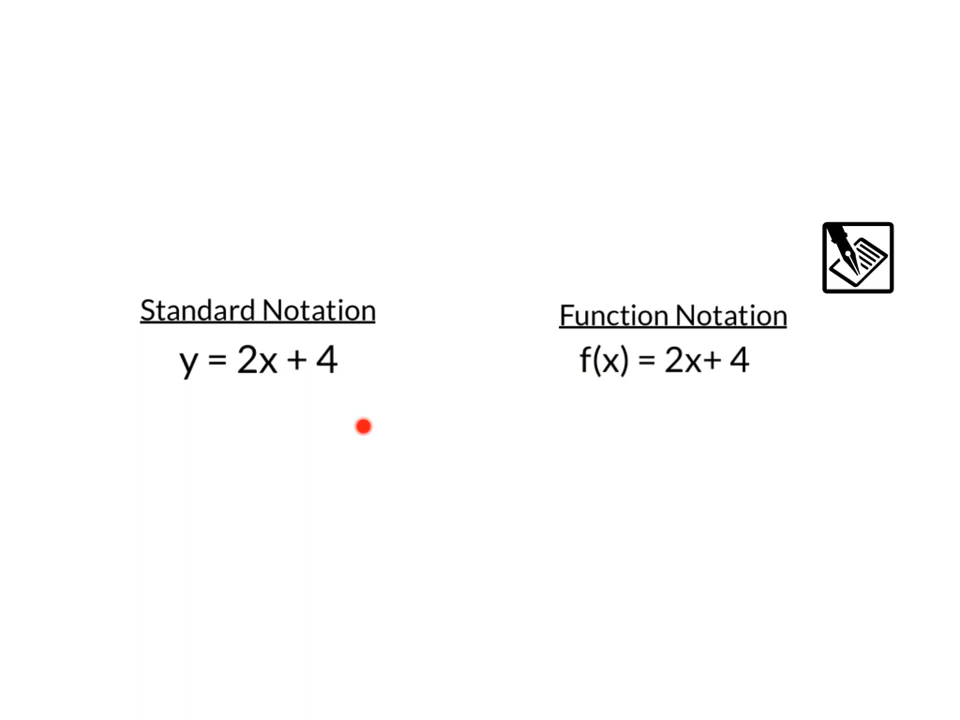 Standard Notation
y = 2x + 4
Function Notation
f(x) = 2x+ 4